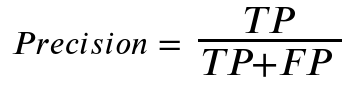 Precision = TP / TP+FP